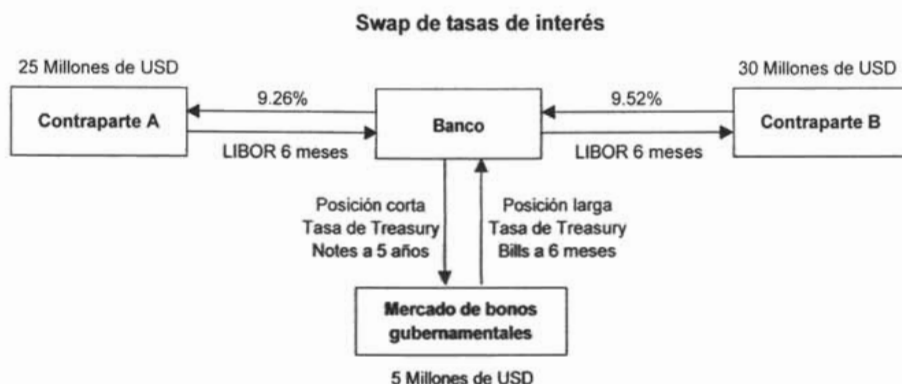 Swap de tasas de interés
25 Millones de USD
30 Millones de USD
9.26%
9.52%
Contraparte A
Banco
Contraparte B
LIBOR 6 meses
LIBOR 6 meses
Posición corta
Tasa de Treasury
Notes a 5 años
Posición larga
Tasa de Treasury
Bills a 6 meses
Mercado de bonos
gubernamentales
5 Millones de USD